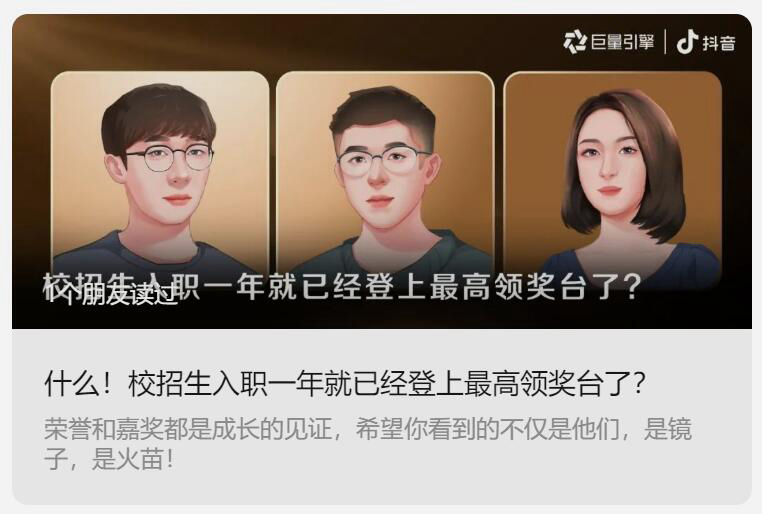 巨量引擎 | 抖音
校招生入职一年就已经登上最高领奖台了？
1个朋友读过
什么！校招生入职一年就已经登上最高领奖台了？
荣誉和嘉奖都是成长的见证，希望你看到的不仅是他们，是镜
子，是火苗！